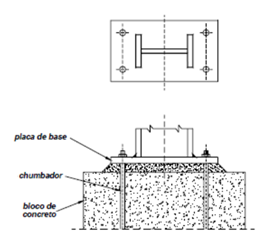 placa de base
chumbador
bloco de
concreto